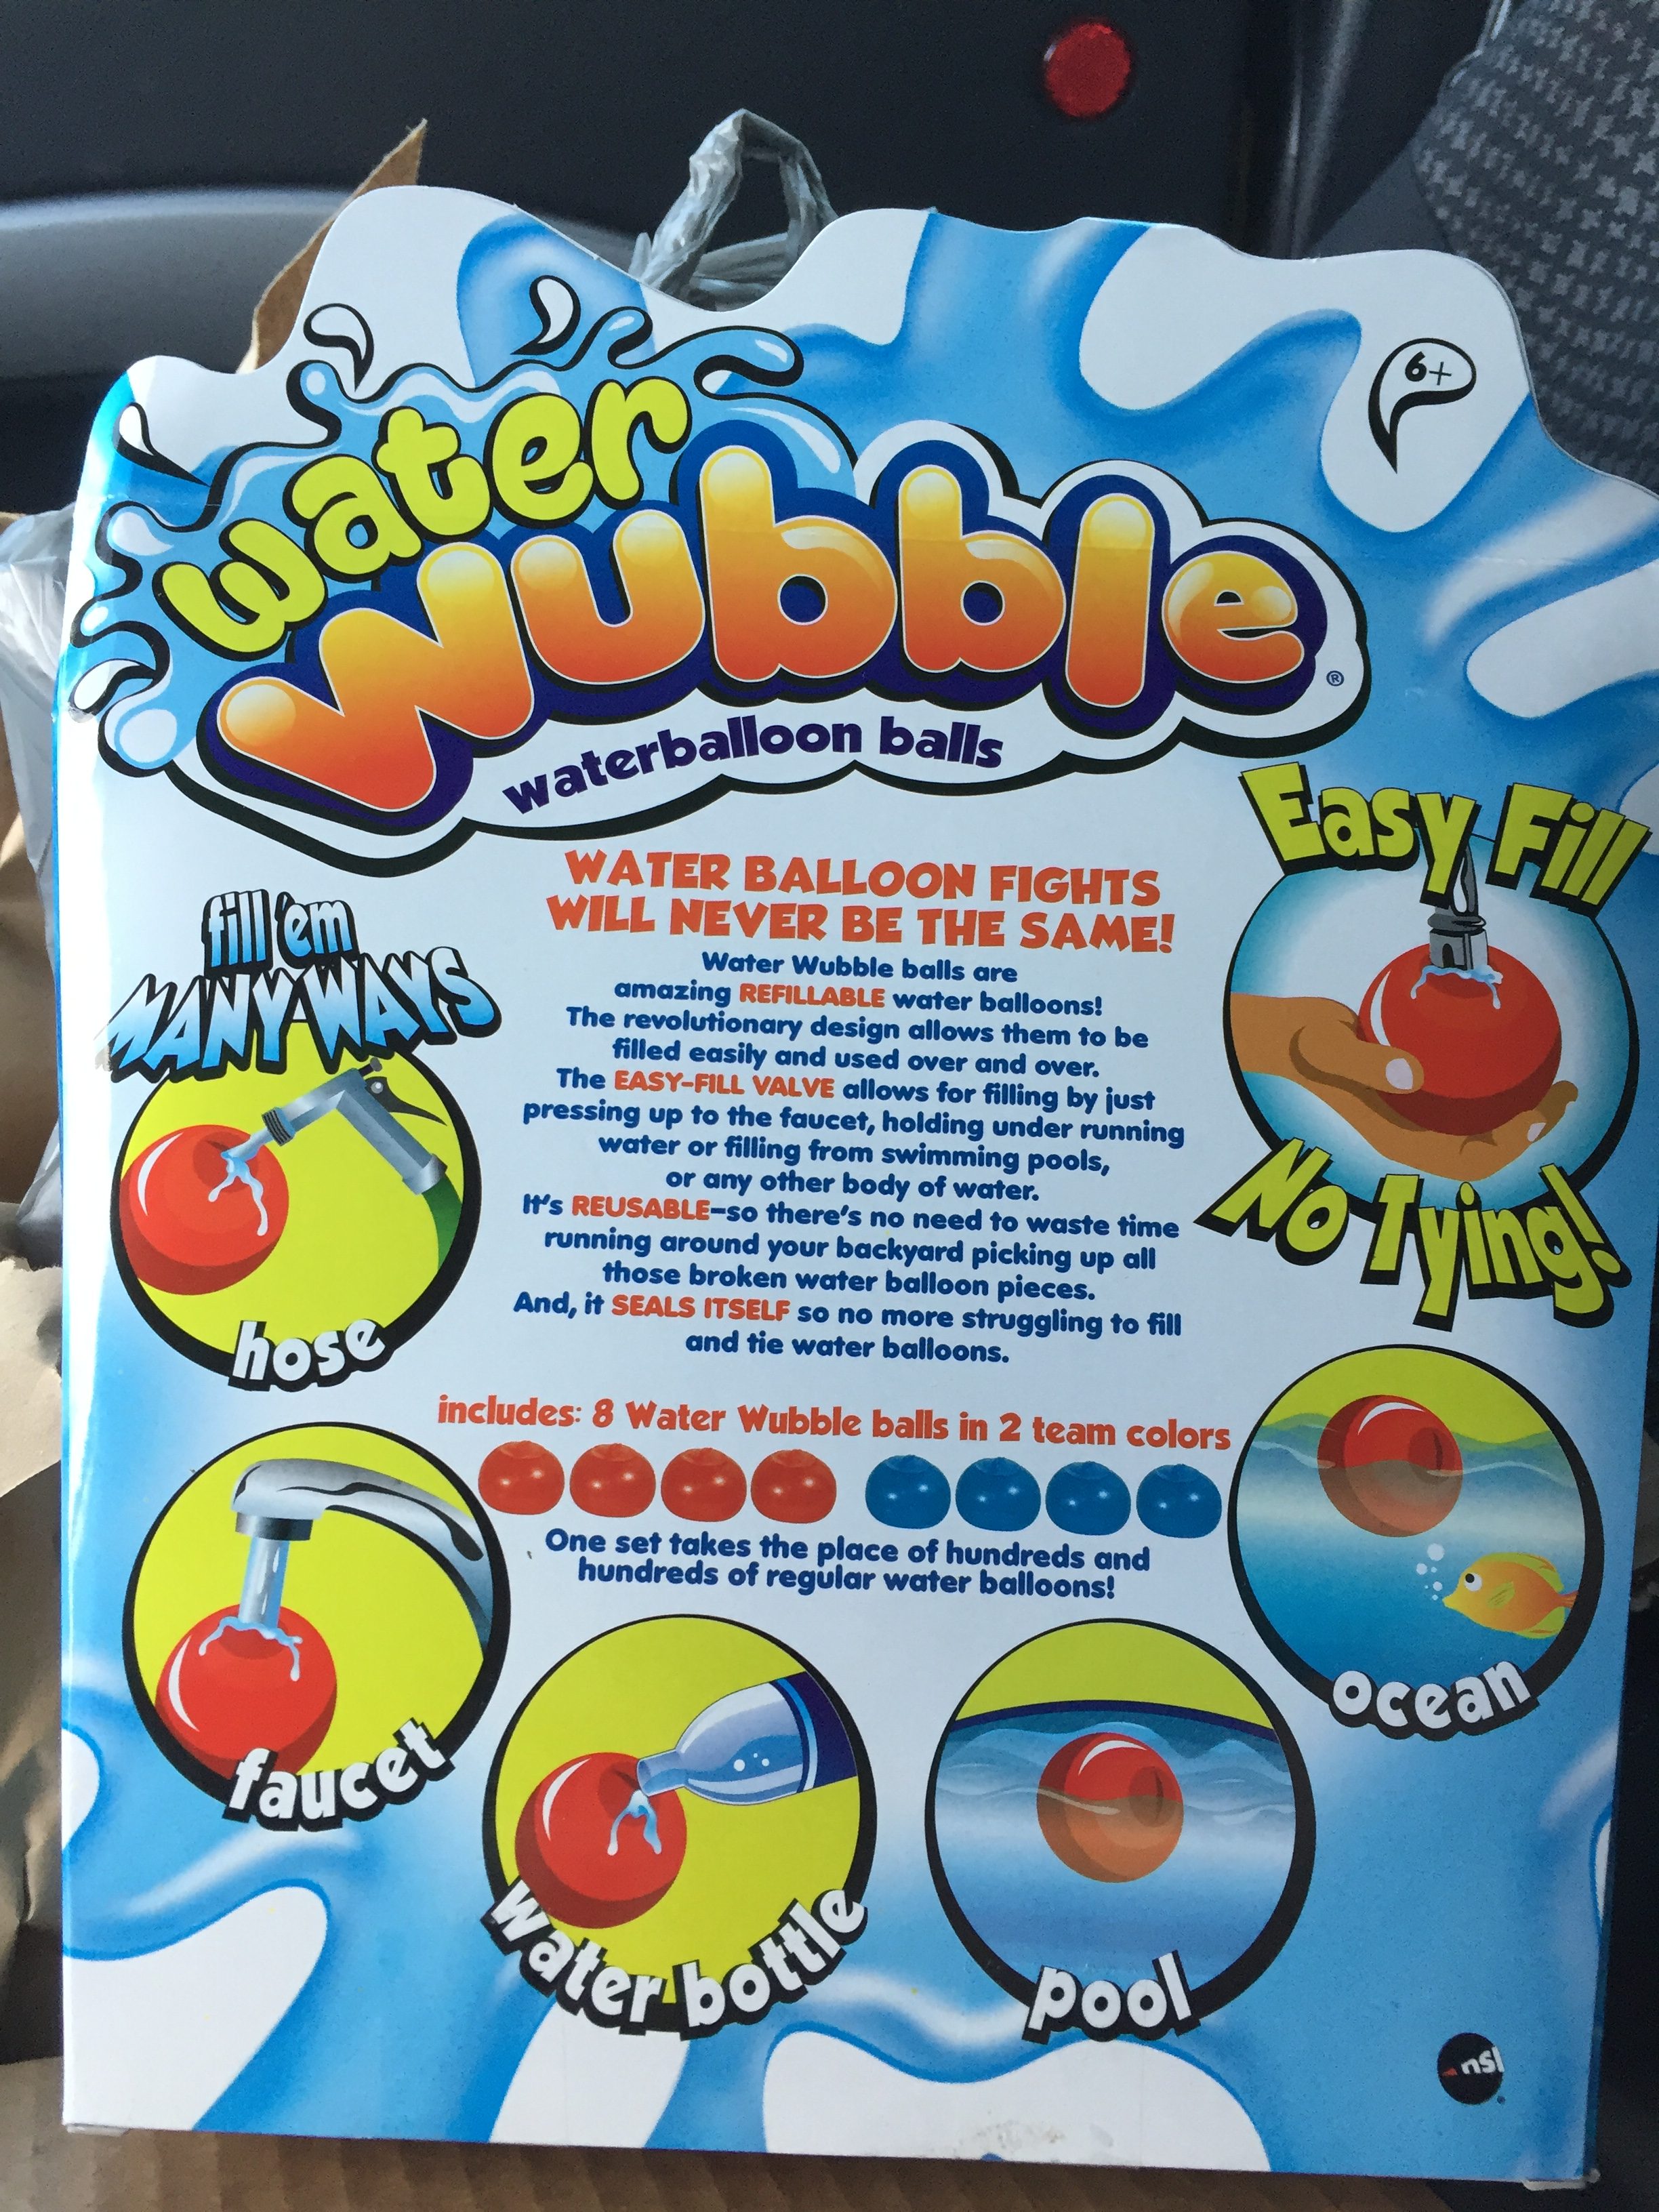 6+
water
Wubble®
waterballoon balls
Easy Fill
No Tying!
fill 'em
MANY WAYS
WATER BALLOON FIGHTS
WILL NEVER BE THE SAME!
Water Wubble balls are
amazing REFILLABLE water balloons!
The revolutionary design allows them to be
filled easily and used over and over.
The EASY-FILL VALVE allows for filling by just
pressing up to the faucet, holding under running
water or filling from swimming pools,
or any other body of water.
It's REUSABLE–so there's no need to waste time
running around your backyard picking up all
those broken water balloon pieces.
And, it SEALS ITSELF so no more struggling to fill
and tie water balloons.
hose
includes: 8 Water Wubble balls in 2 team colors
One set takes the place of hundreds and
hundreds of regular water balloons!
faucet
water bottle
pool
ocean
nsi